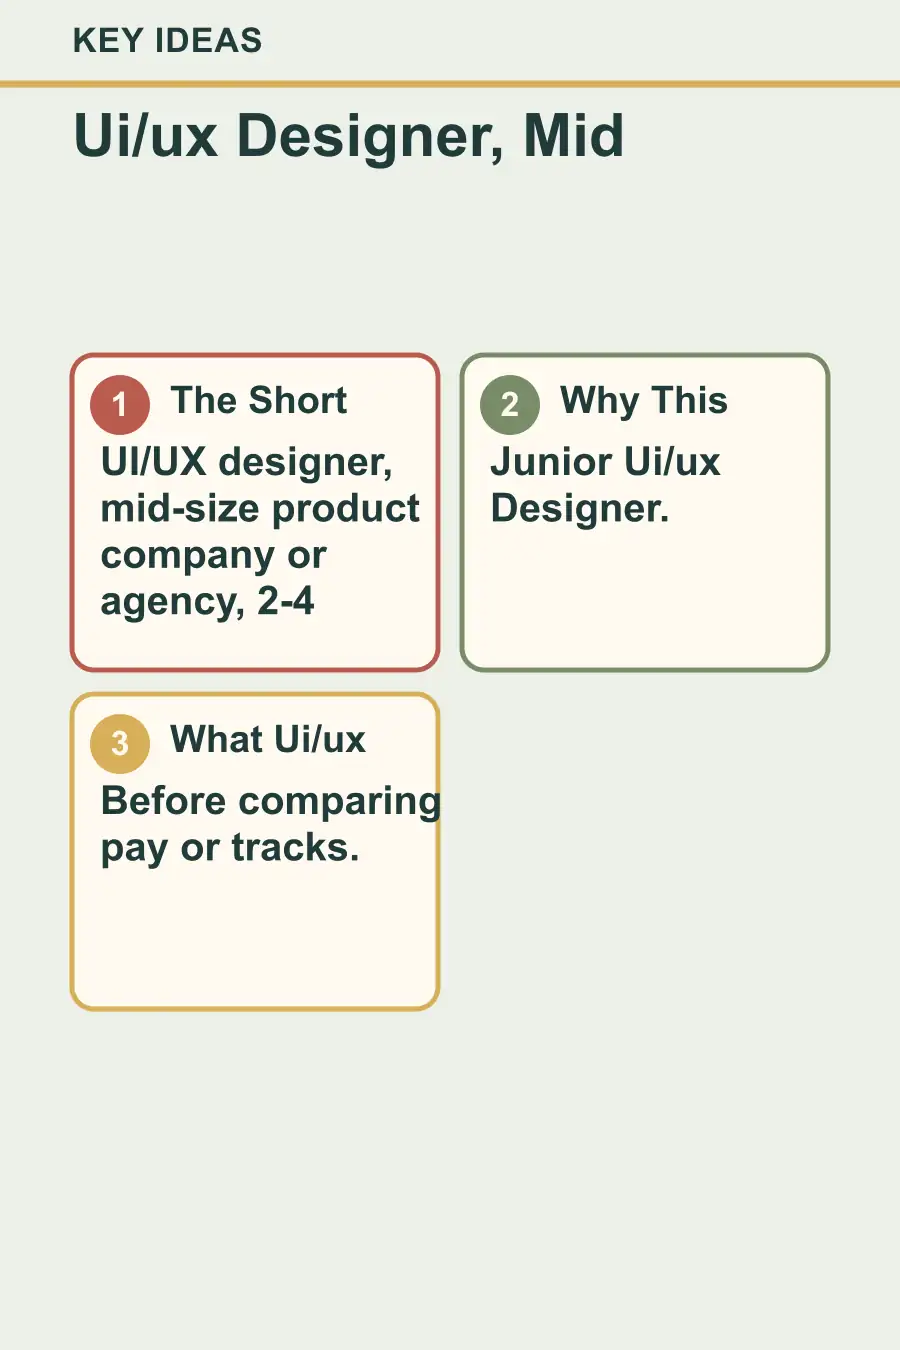 KEY IDEAS
Ui/ux Designer, Mid
1
The Short
UI/UX designer,
mid-size product
company or
agency, 2-4
2
Why This
Junior Ui/ux
Designer.
3
What Ui/ux
Before comparing
pay or tracks.